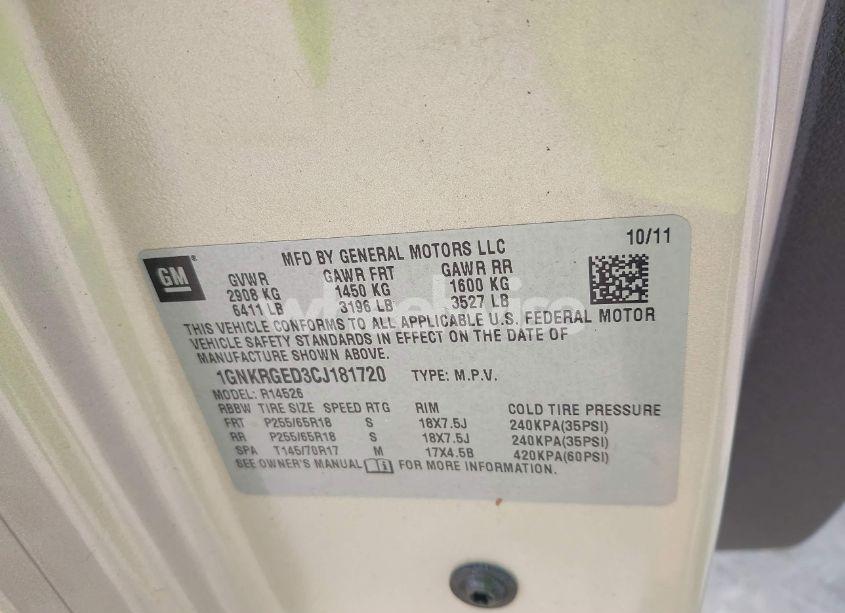 MFD BY GENERAL MOTORS LLC 10/11
GM
GVWR GAWR FRT GAWR RR
2908 KG 1450 KG 1600 KG
6411 LB 3196 LB 3527 LB
THIS VEHICLE CONFORMS TO ALL APPLICABLE U.S. FEDERAL MOTOR
VEHICLE SAFETY STANDARDS IN EFFECT ON THE DATE OF
MANUFACTURE SHOWN ABOVE.
1GNKRGED3CJ181720 TYPE: M.P.V.
MODEL: R14526
RBBW TIRE SIZE SPEED RTG RIM COLD TIRE PRESSURE
FRT P255/65R18 S 18X7.5J 240KPA(35PSI)
RR P255/65R18 S 18X7.5J 240KPA(35PSI)
SPA T145/70R17 M 17X4.5B 420KPA(60PSI)
SEE OWNER'S MANUAL FOR MORE INFORMATION.